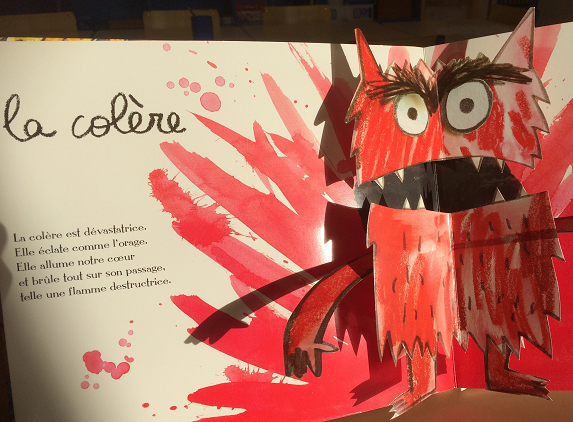 la colère
La colère est dévastatrice.
Elle éclate comme l'orage.
Elle allume notre cœur
et brûle tout sur son passage,
telle une flamme destructrice.